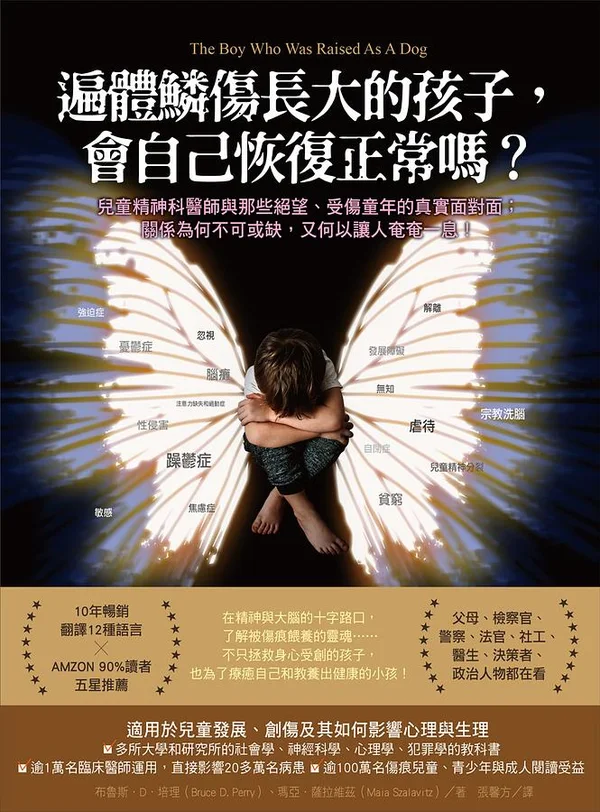 The Boy Who Was Raised As A Dog
遍體鱗傷長大的孩子，
會自己恢復正常嗎？
兒童精神科醫師與那些絕望、受傷童年的真實面對面；
關係為何不可或缺，又何以讓人奄奄一息！
強迫症
憂鬱症
忽視
腦癱
注意力缺失和過動症
性侵害
躁鬱症
敏感
焦慮症
解離
發展障礙
無知
宗教洗腦
虐待
自閉症
兒童精神分裂
貧窮
10年暢銷
翻譯12種語言
×
AMZON 90%讀者
五星推薦
在精神與大腦的十字路口，
了解被傷痕餵養的靈魂……
不只拯救身心受創的孩子，
也為了療癒自己和教養出健康的小孩！
父母、檢察官、
警察、法官、社工、
醫生、決策者、
政治人物都在看
適用於兒童發展、創傷及其如何影響心理與生理
☑多所大學和研究所的社會學、神經科學、心理學、犯罪學的教科書
☑逾1萬名臨床醫師運用，直接影響20多萬名病患 ☑逾100萬名傷痕兒童、青少年與成人閱讀受益
布魯斯・D・培理（Bruce D. Perry）、瑪亞・薩拉維茲（Maia Szalavitz）／著 張馨方／譯